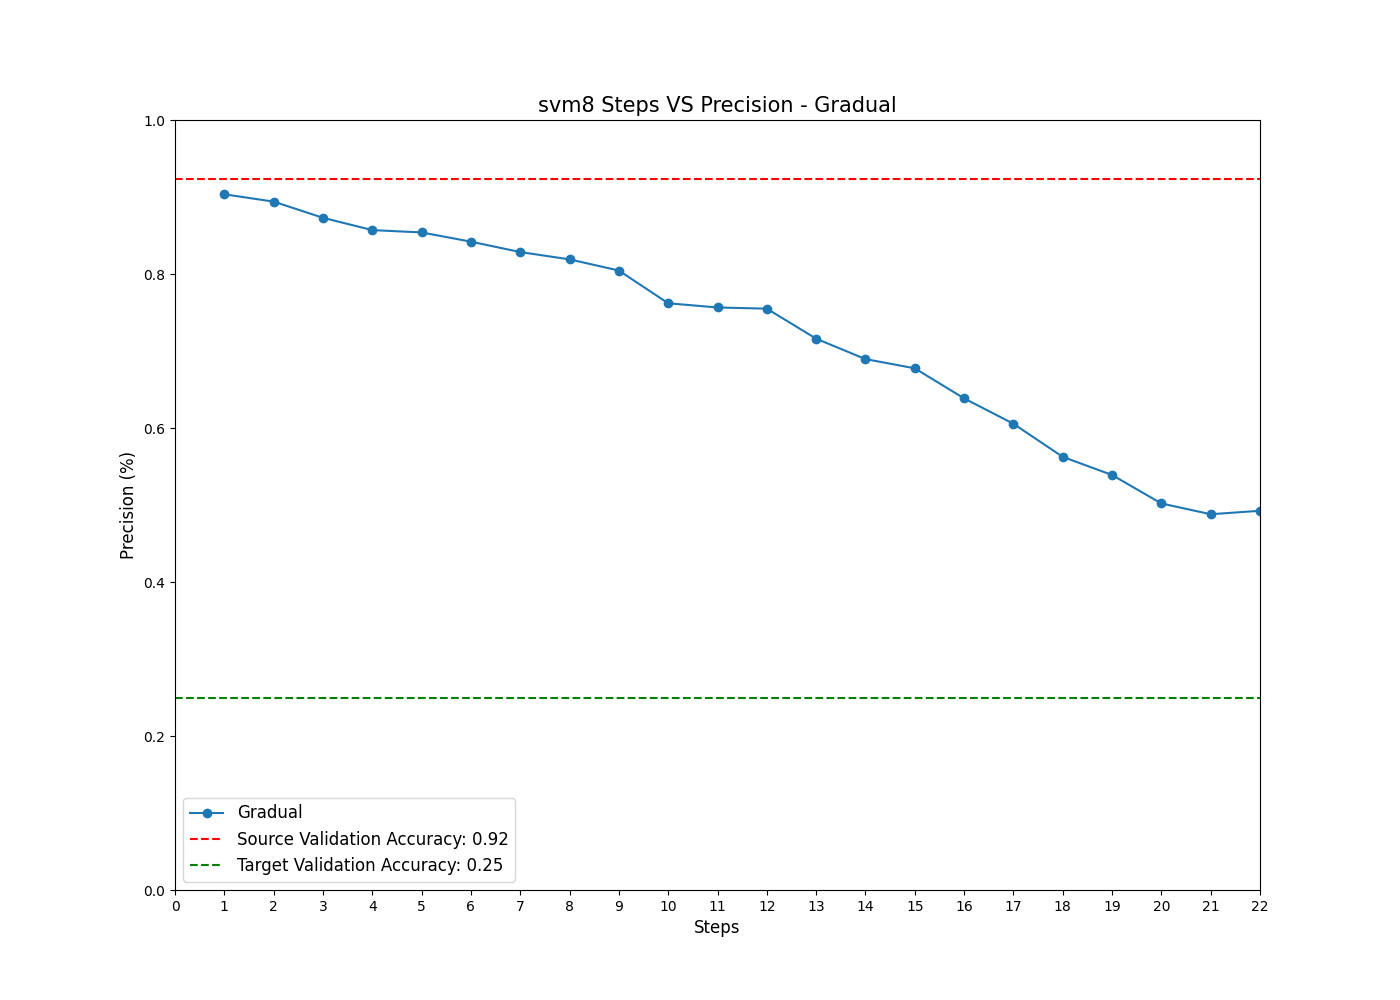 svm8 Steps VS Precision - Gradual
1.0
0.8
0.6
0.4
0.2
0.0
Precision (%)
Gradual
Source Validation Accuracy: 0.92
Target Validation Accuracy: 0.25
0 1 2 3 4 5 6 7 8 9 10 11 12 13 14 15 16 17 18 19 20 21 22
Steps